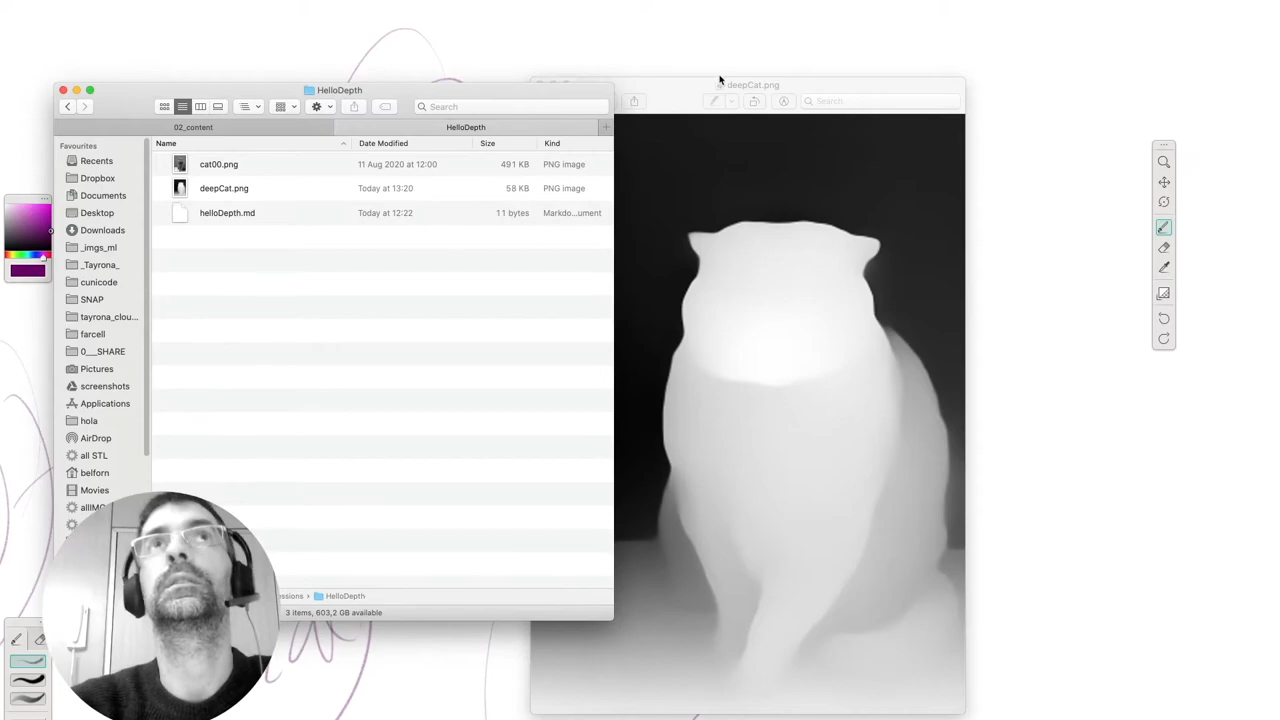 HelloDepth
deepCat.png
Search
Search
02_content
HelloDepth
Favourites
Name
Date Modified
Size
Kind
Recents
cat00.png
11 Aug 2020 at 12:00
491 KB
PNG image
Dropbox
deepCat.png
Today at 13:20
58 KB
PNG image
Documents
helloDepth.md
Today at 12:22
11 bytes
Markdo...ument
Desktop
Downloads
_imgs_ml
_Tayrona_
cunicode
SNAP
tayrona_clou...
farcell
0___SHARE
Pictures
screenshots
Applications
hola
AirDrop
all STL
belforn
Movies
HelloDepth
3 items, 603,2 GB available